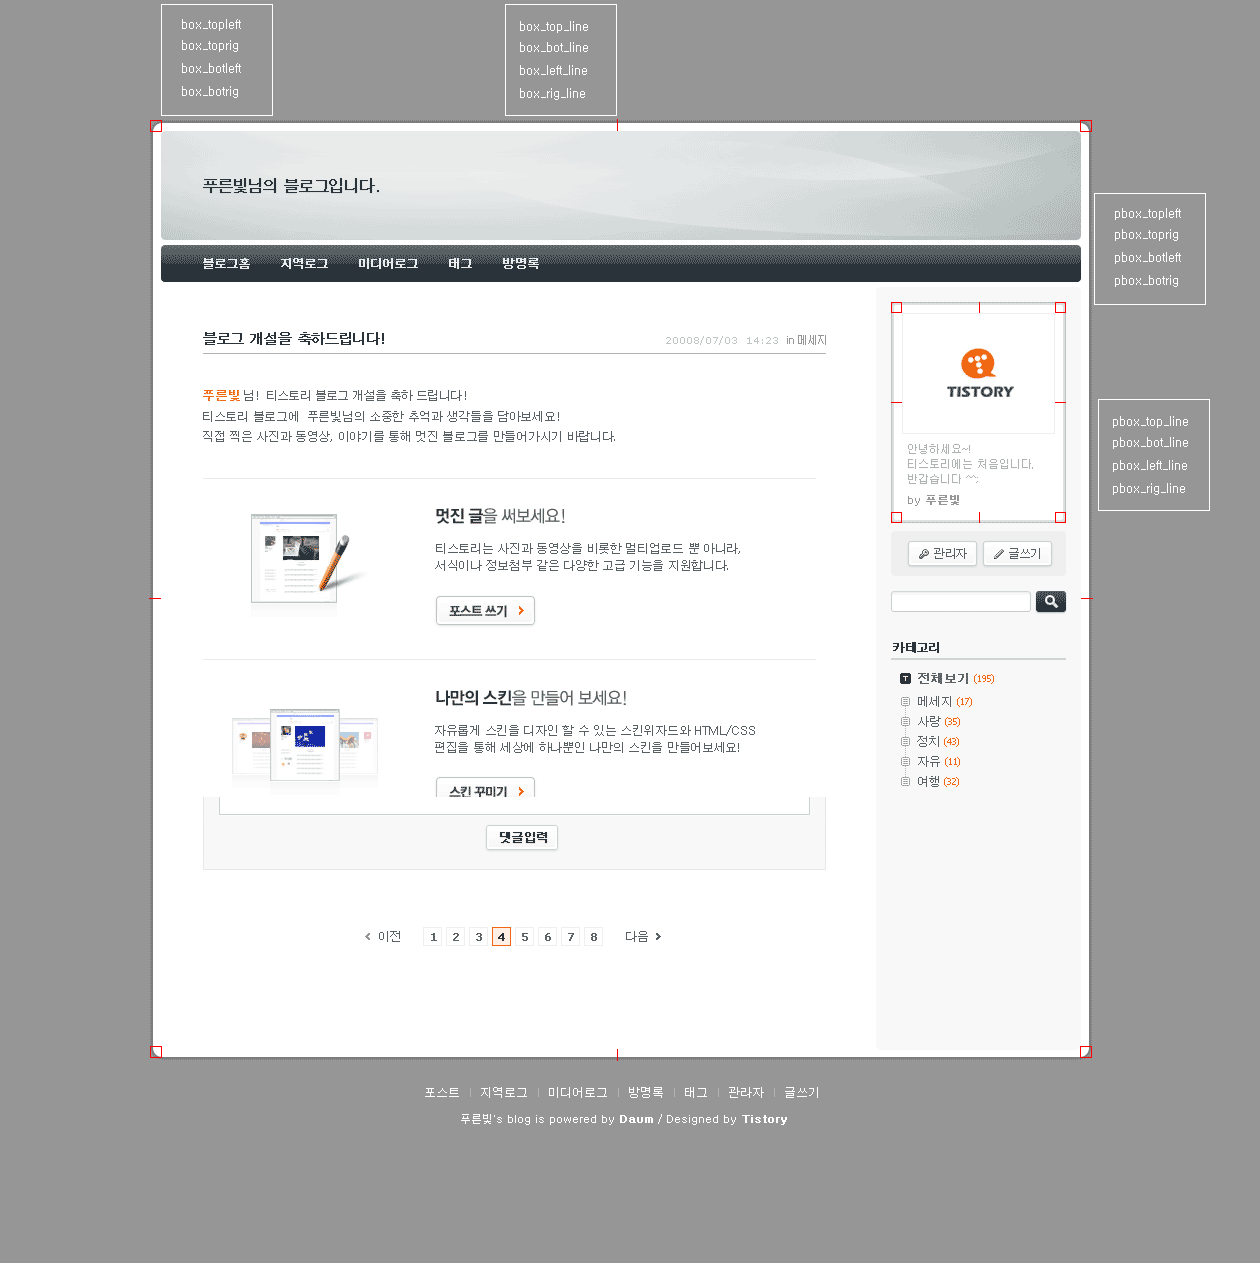 box_topleft
box_toprig
box_botleft
box_botrig
box_top_line
box_bot_line
box_left_line
box_rig_line
푸른빛님의 블로그입니다.
블로그홈 지역로그 미디어로그 태그 방명록
pbox_topleft
pbox_toprig
pbox_botleft
pbox_botrig
블로그 개설을 축하드립니다!
20008/07/03 14:23 in 메세지
푸른빛님! 티스토리 블로그 개설을 축하 드립니다!
티스토리 블로그에 푸른빛님의 소중한 추억과 생각들을 담아보세요!
직접 찍은 사진과 동영상, 이야기를 통해 멋진 블로그를 만들어가시기 바랍니다.
멋진 글을 써보세요!
티스토리는 사진과 동영상을 비롯한 멀티업로드 뿐 아니라,
서식이나 정보첨부 같은 다양한 고급 기능을 지원합니다.
포스트 쓰기
나만의 스킨을 만들어 보세요!
자유롭게 스킨을 디자인 할 수 있는 스킨위자드와 HTML/CSS
편집을 통해 세상에 하나뿐인 나만의 스킨을 만들어보세요!
스킨 꾸미기
댓글입력
이전 1 2 3 4 5 6 7 8 다음
TISTORY
안녕하세요~!
티스토리에는 처음입니다.
반갑습니다 ^^;
by 푸른빛
pbox_top_line
pbox_bot_line
pbox_left_line
pbox_rig_line
관리자 글쓰기
카테고리
T 전체보기 (195)
메세지 (17)
사랑 (35)
정치 (43)
자유 (11)
여행 (32)
포스트 | 지역로그 | 미디어로그 | 방명록 | 태그 | 관라자 | 글쓰기
푸른빛's blog is powered by Daum / Designed by Tistory